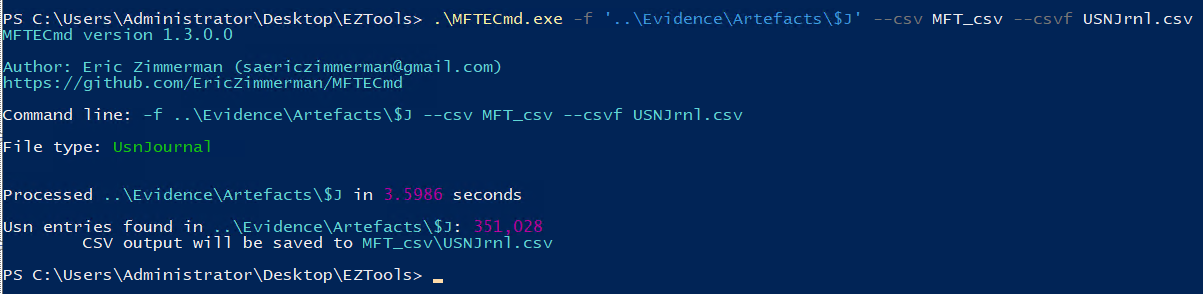 PS C:\Users\Administrator\Desktop\EZTools> .\MFTECmd.exe -f '..\Evidence\Artefacts\$J' --csv MFT_csv --csvf USNJrnl.csv
MFTECmd version 1.3.0.0
Author: Eric Zimmerman (saericzimmerman@gmail.com)
https://github.com/EricZimmerman/MFTECmd
Command line: -f ..\Evidence\Artefacts\$J --csv MFT_csv --csvf USNJrnl.csv
File type: UsnJournal
Processed ..\Evidence\Artefacts\$J in 3.5986 seconds
Usn entries found in ..\Evidence\Artefacts\$J: 351,028
CSV output will be saved to MFT_csv\USNJrnl.csv
PS C:\Users\Administrator\Desktop\EZTools>